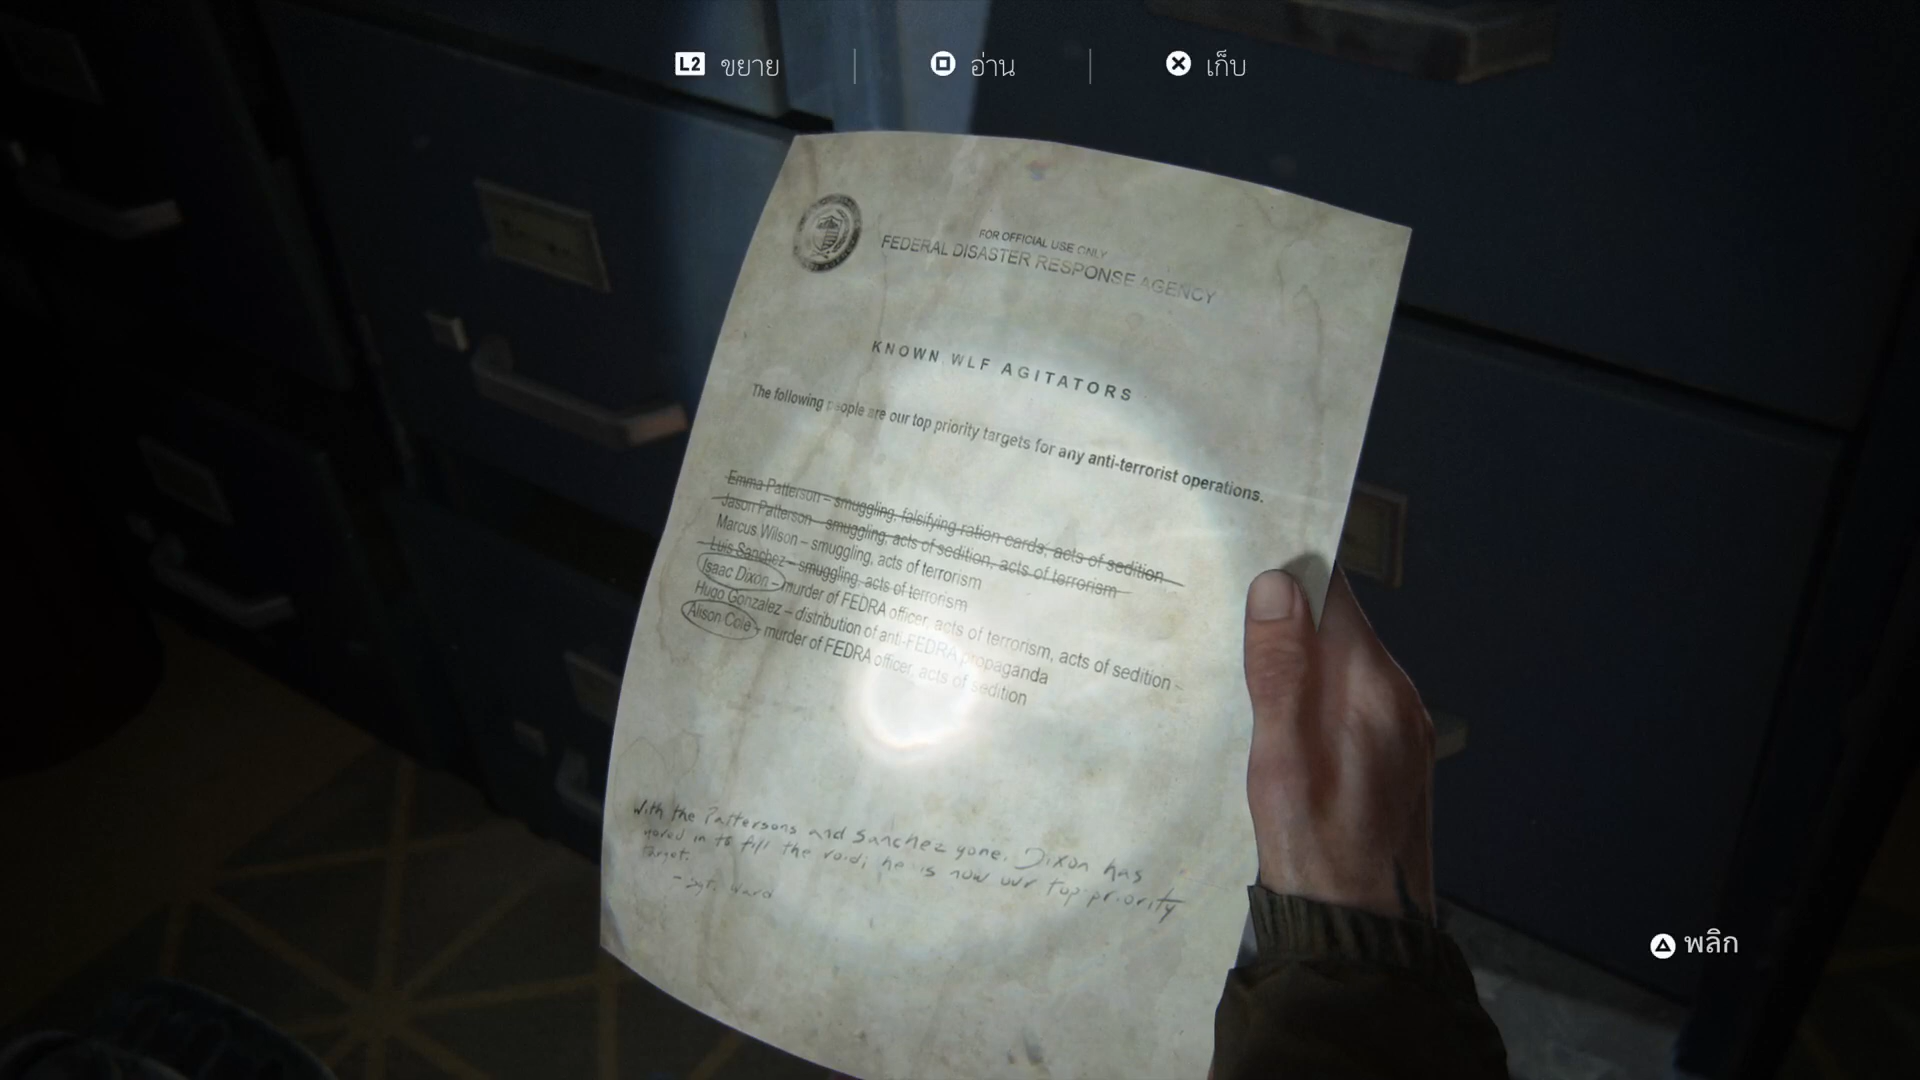 L2 ขยาย
อ่าน
เก็บ
FOR OFFICIAL USE ONLY
FEDERAL DISASTER RESPONSE AGENCY
KNOWN WLF AGITATORS
The following people are our top priority targets for any anti-terrorist operations.
Emma Patterson – smuggling, falsifying ration cards, acts of sedition
Jason Patterson – smuggling, acts of sedition, acts of terrorism
Marcus Wilson – smuggling, acts of terrorism
Luis Sanchez – smuggling, acts of terrorism
Isaac Dixon – murder of FEDRA officer, acts of terrorism, acts of sedition –
Hugo Gonzalez – distribution of anti-FEDRA propaganda
Alison Cole – murder of FEDRA officer, acts of sedition
With the Pattersons and Sanchez gone, Dixon has
moved in to fill the void; he is now our top priority
target.
- Sgt. Ward
พลิก